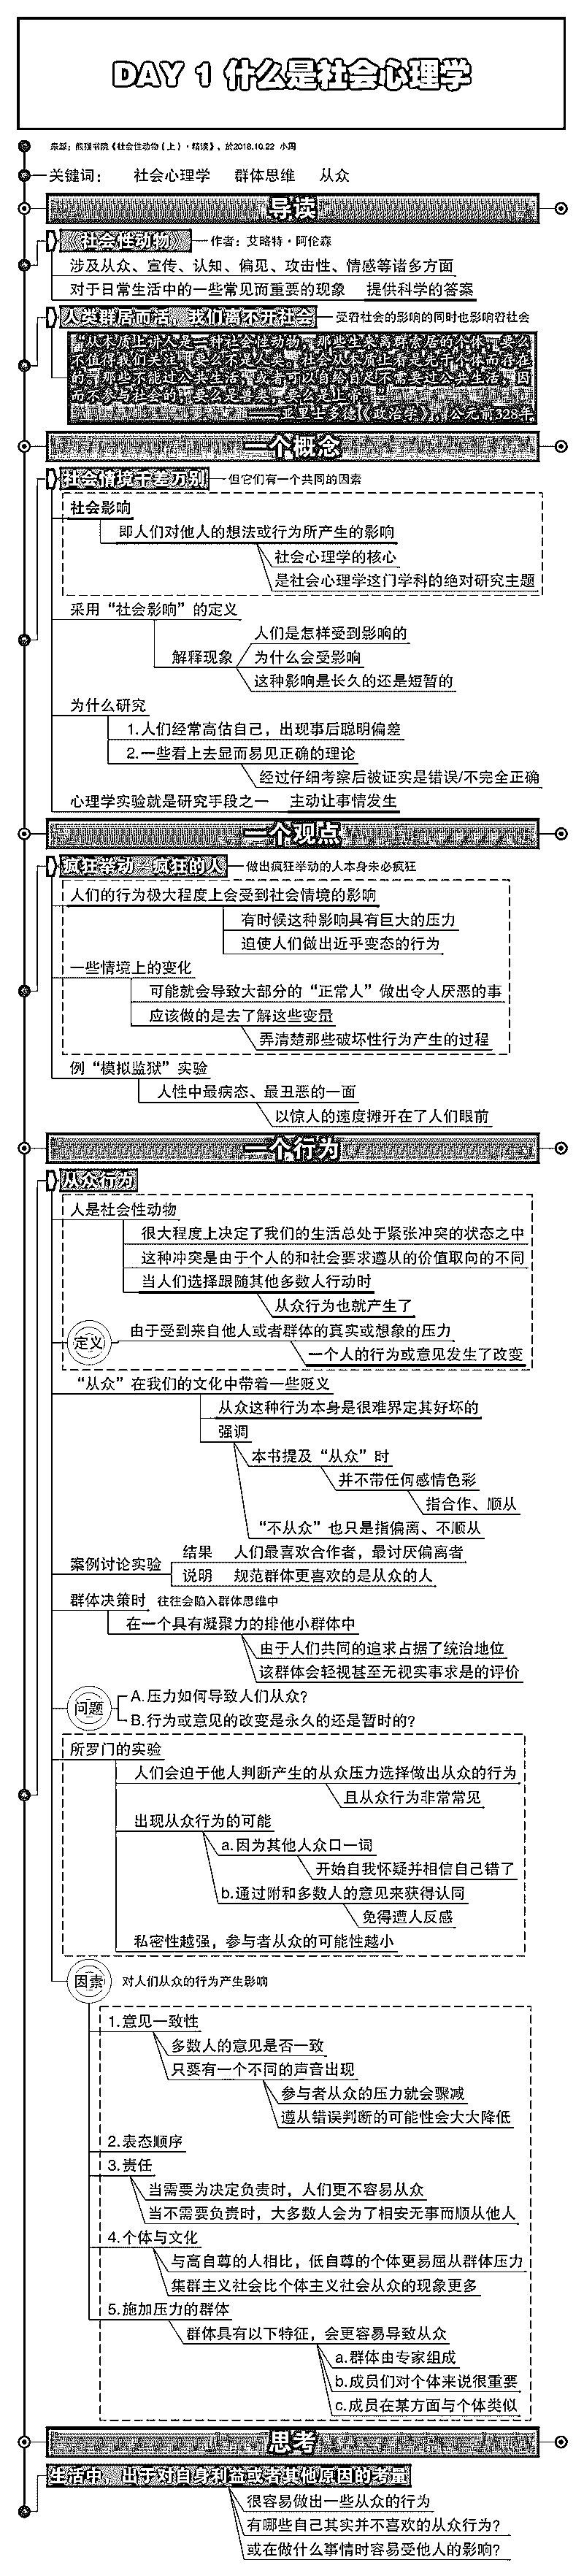 DAY 1 什么是社会心理学
来源：熊猫书院《社会性动物（上）·精读》，於2018.10.22 小周
关键词： 社会心理学 群体思维 从众
导读
《社会性动物》 作者：艾略特·阿伦森
涉及从众、宣传、认知、偏见、攻击性、情感等诸多方面
对于日常生活中的一些常见而重要的现象 提供科学的答案
人类群居而活，我们离不开社会 受着社会的影响的同时也影响着社会
“从本质上讲人是一种社会性动物，那些生来离群索居的个体，要么
不值得我们关注，要么不是人类。社会从本质上看是先于个体而存在
的。那些不能过公共生活，或者可以自给自足不需要过公共生活，因
而不参与社会的，要么是兽类，要么是上帝。”
——亚里士多德《政治学》，公元前328年
一个概念
社会情境千差万别 但它们有一个共同的因素
社会影响
即人们对他人的想法或行为所产生的影响
社会心理学的核心
是社会心理学这门学科的绝对研究主题
采用“社会影响”的定义
人们是怎样受到影响的
解释现象 为什么会受影响
这种影响是长久的还是短暂的
为什么研究
1.人们经常高估自己，出现事后聪明偏差
2.一些看上去显而易见正确的理论
经过仔细考察后被证实是错误/不完全正确
心理学实验就是研究手段之一 主动让事情发生
一个观点
疯狂举动≠疯狂的人 做出疯狂举动的人本身未必疯狂
人们的行为极大程度上会受到社会情境的影响
有时候这种影响具有巨大的压力
迫使人们做出近乎变态的行为
一些情境上的变化
可能就会导致大部分的“正常人”做出令人厌恶的事
应该做的是去了解这些变量
弄清楚那些破坏性行为产生的过程
例“模拟监狱”实验
人性中最病态、最丑恶的一面
以惊人的速度摊开在了人们眼前
一个行为
从众行为
人是社会性动物
很大程度上决定了我们的生活总处于紧张冲突的状态之中
这种冲突是由于个人的和社会要求遵从的价值取向的不同
当人们选择跟随其他多数人行动时
从众行为也就产生了
定义 由于受到来自他人或者群体的真实或想象的压力
一个人的行为或意见发生了改变
“从众”在我们的文化中带着一些贬义
从众这种行为本身是很难界定其好坏的
强调
本书提及“从众”时
并不带任何感情色彩
指合作、顺从
“不从众”也只是指偏离、不顺从
案例讨论实验 结果 人们最喜欢合作者，最讨厌偏离者
说明 规范群体更喜欢的是从众的人
群体决策时 往往会陷入群体思维中
在一个具有凝聚力的排他小群体中
由于人们共同的追求占据了统治地位
该群体会轻视甚至无视实事求是的评价
问题 A.压力如何导致人们从众？
B.行为或意见的改变是永久的还是暂时的？
所罗门的实验
人们会迫于他人判断产生的从众压力选择做出从众的行为
且从众行为非常常见
出现从众行为的可能
a.因为其他人众口一词
开始自我怀疑并相信自己错了
b.通过附和多数人的意见来获得认同
免得遭人反感
私密性越强，参与者从众的可能性越小
因素 对人们从众的行为产生影响
1.意见一致性
多数人的意见是否一致
只要有一个不同的声音出现
参与者从众的压力就会骤减
遵从错误判断的可能性会大大降低
2.表态顺序
3.责任
当需要为决定负责时，人们更不容易从众
当不需要负责时，大多数人会为了相安无事而顺从他人
4.个体与文化
与高自尊的人相比，低自尊的个体更易屈从群体压力
集群主义社会比个体主义社会从众的现象更多
5.施加压力的群体
群体具有以下特征，会更容易导致从众
a.群体由专家组成
b.成员们对个体来说很重要
c.成员在某方面与个体类似
思考
生活中，出于对自身利益或者其他原因的考量
很容易做出一些从众的行为
有哪些自己其实并不喜欢的从众行为？
或在做什么事情时容易受他人的影响？